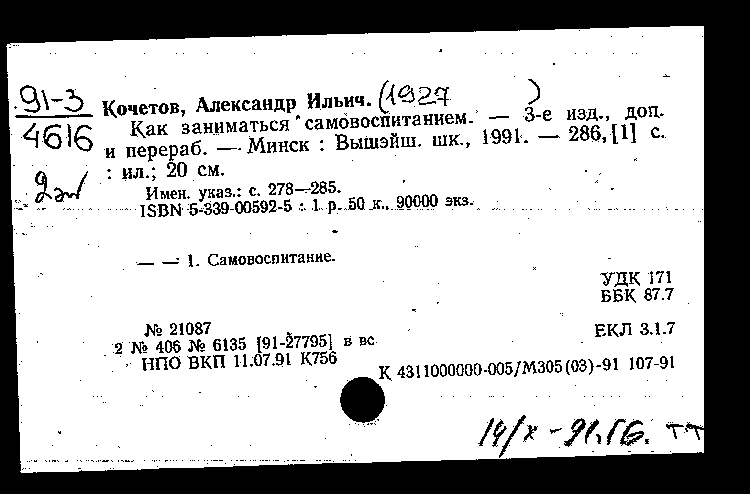 91-3
4616
Кочетов, Александр Ильич. (1927 )
Как заниматься самовоспитанием. — 3-е изд., доп.
и перераб. — Минск : Вышэйш. шк., 1991. — 286, [1] с.
: ил.; 20 см.
Имен. указ.: с. 278—285.
ISBN 5-339-00592-5 : 1 р. 50 к., 90000 экз.
— — 1. Самовоспитание.
УДК 171
ББК 87.7
№ 21087
ЕКЛ 3.1.7
2 № 406 № 6135 [91-27795] в вс
НПО ВКП 11.07.91 К756
К 4311000000-005/М305(03)-91 107-91
14/X - 91.